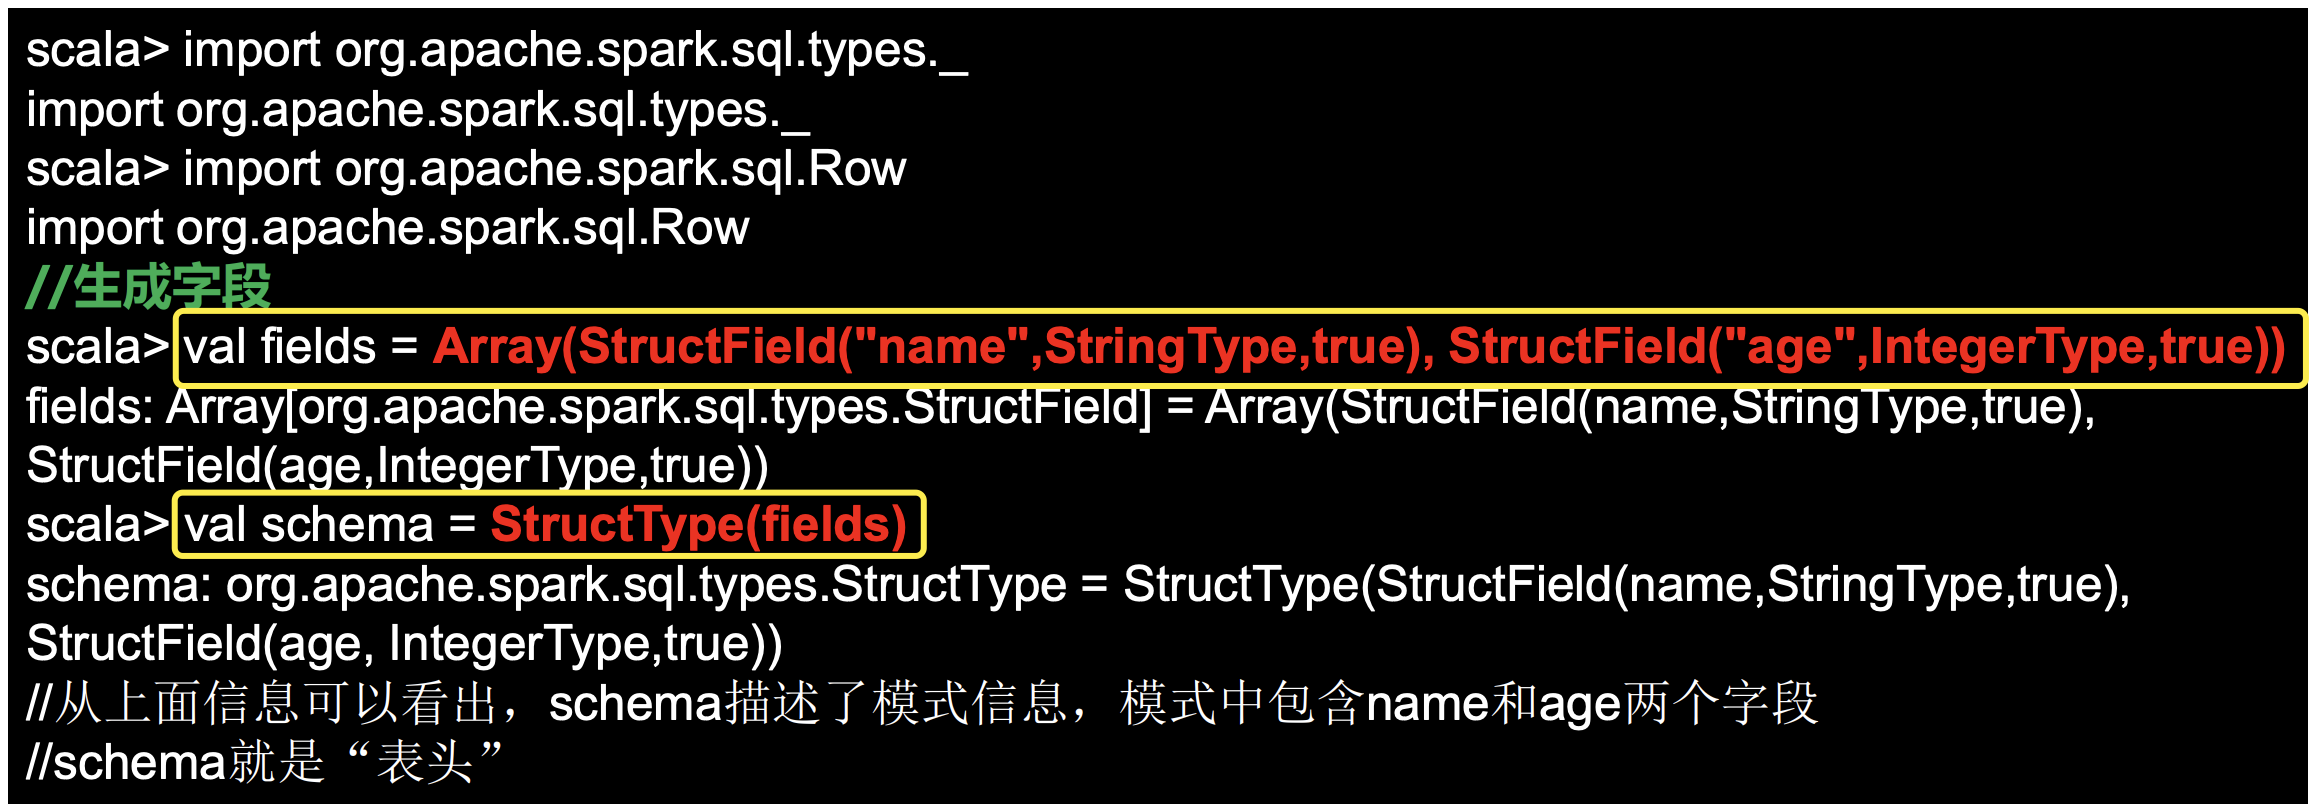 scala> import org.apache.spark.sql.types._
import org.apache.spark.sql.types._
scala> import org.apache.spark.sql.Row
import org.apache.spark.sql.Row
//生成字段
scala> val fields = Array(StructField("name",StringType,true), StructField("age",IntegerType,true))
fields: Array[org.apache.spark.sql.types.StructField] = Array(StructField(name,StringType,true),
StructField(age,IntegerType,true))
scala> val schema = StructType(fields)
schema: org.apache.spark.sql.types.StructType = StructType(StructField(name,StringType,true),
StructField(age, IntegerType,true))
//从上面信息可以看出，schema描述了模式信息，模式中包含name和age两个字段
//schema就是“表头”